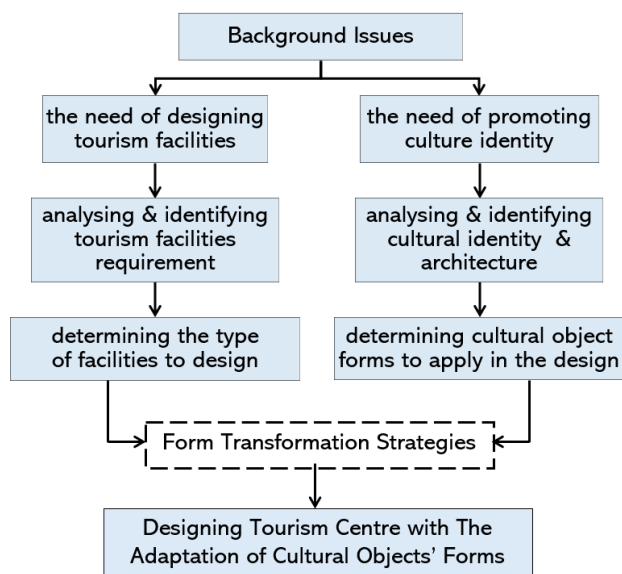 Background Issues
the need of designing
tourism facilities
the need of promoting
culture identity
analysing & identifying
tourism facilities
requirement
analysing & identifying
cultural identity &
architecture
determining the type
of facilities to design
determining cultural object
forms to apply in the design
Form Transformation Strategies
Designing Tourism Centre with The
Adaptation of Cultural Objects' Forms